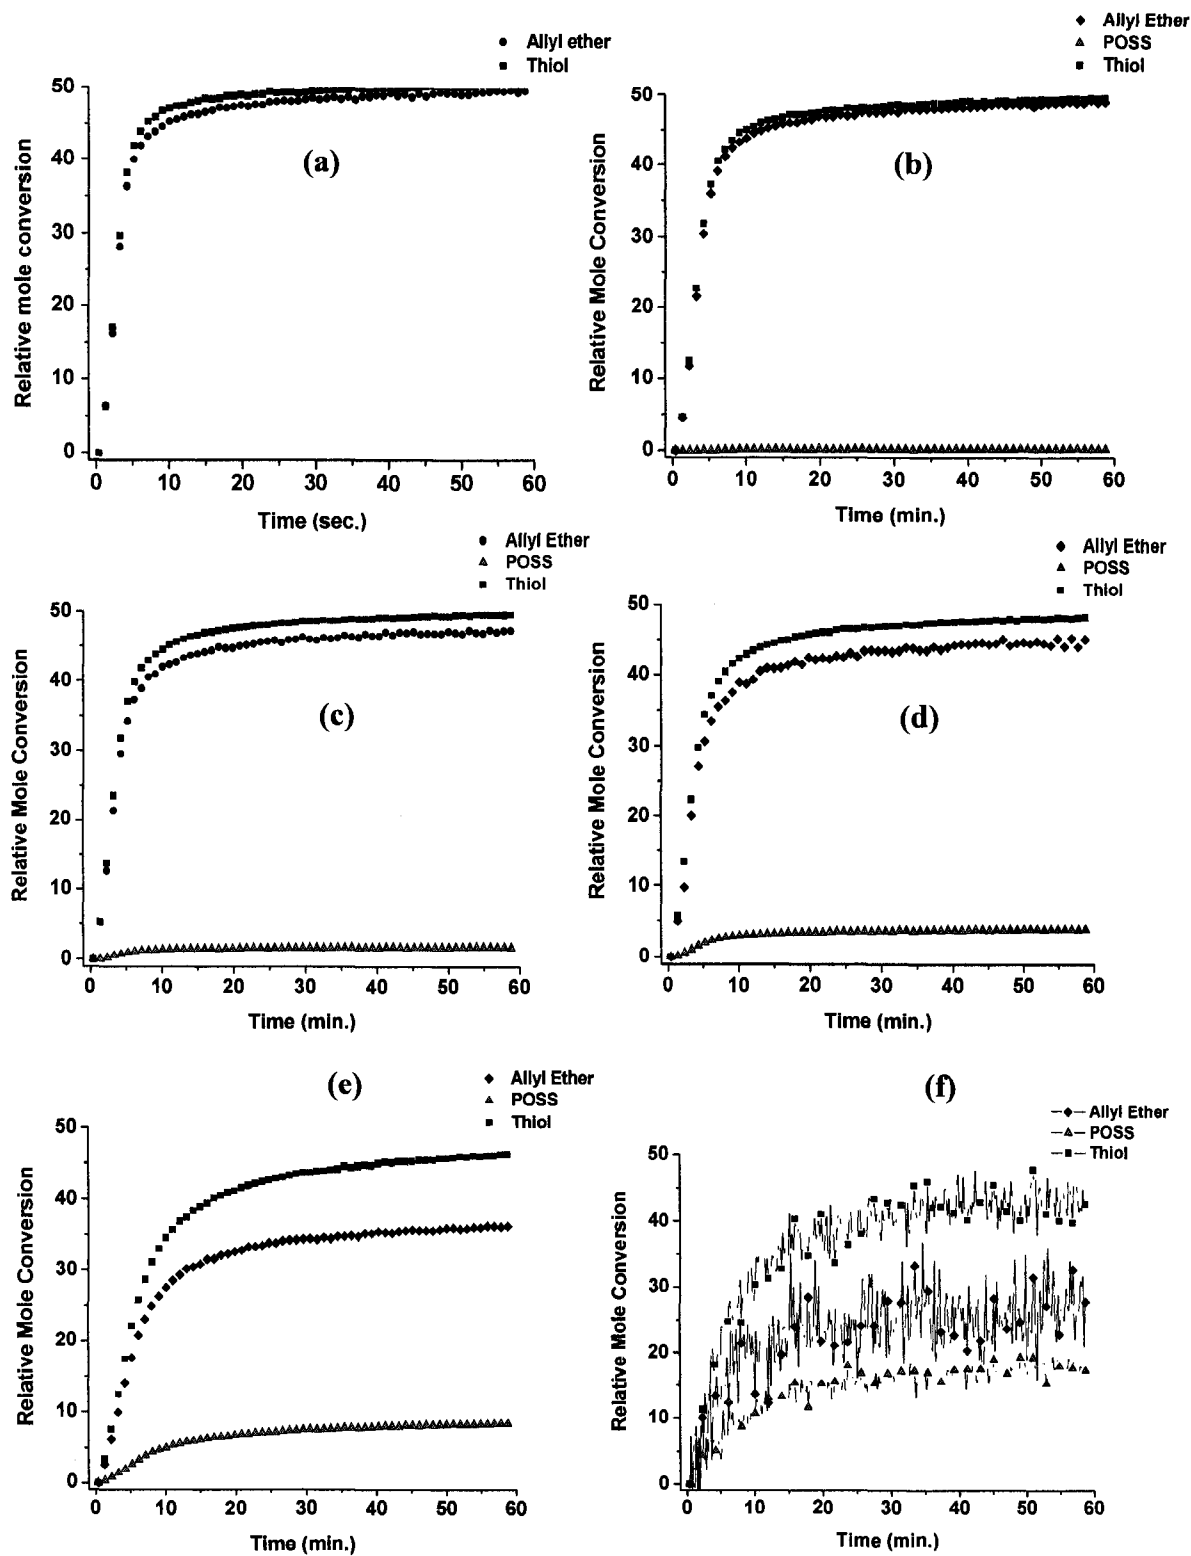 Allyl ether
Thiol
50
40
30
20
10
0
Relative mole conversion
(a)
0 10 20 30 40 50 60
Time (sec.)
Allyl Ether
POSS
Thiol
50
40
30
20
10
0
Relative Mole Conversion
(b)
0 10 20 30 40 50 60
Time (min.)
Allyl Ether
POSS
Thiol
50
40
30
20
10
0
Relative Mole Conversion
(c)
0 10 20 30 40 50 60
Time (min.)
Allyl Ether
POSS
Thiol
50
40
30
20
10
0
Relative Mole Conversion
(d)
0 10 20 30 40 50 60
Time (min.)
(e)
Allyl Ether
POSS
Thiol
50
40
30
20
10
0
Relative Mole Conversion
0 10 20 30 40 50 60
Time (min.)
(f)
Allyl Ether
POSS
Thiol
50
40
30
20
10
0
Relative Mole Conversion
0 10 20 30 40 50 60
Time (min.)